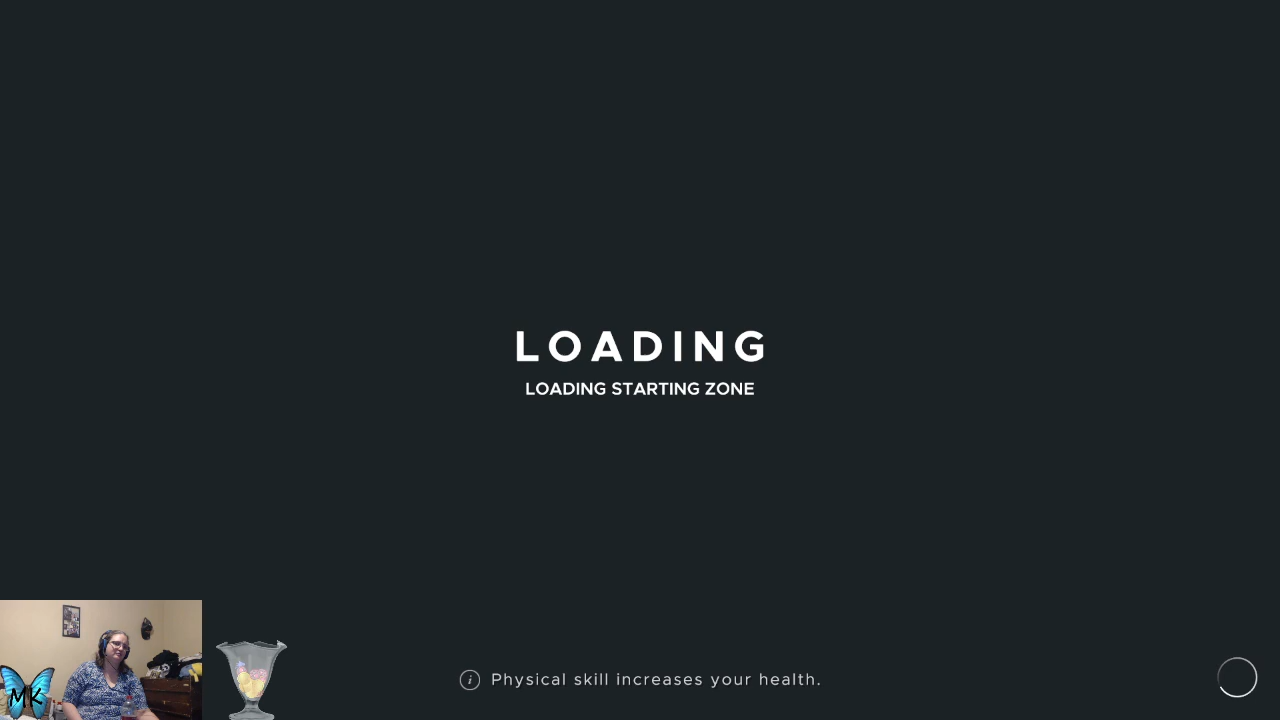 LOADING
LOADING STARTING ZONE
i Physical skill increases your health.
MK